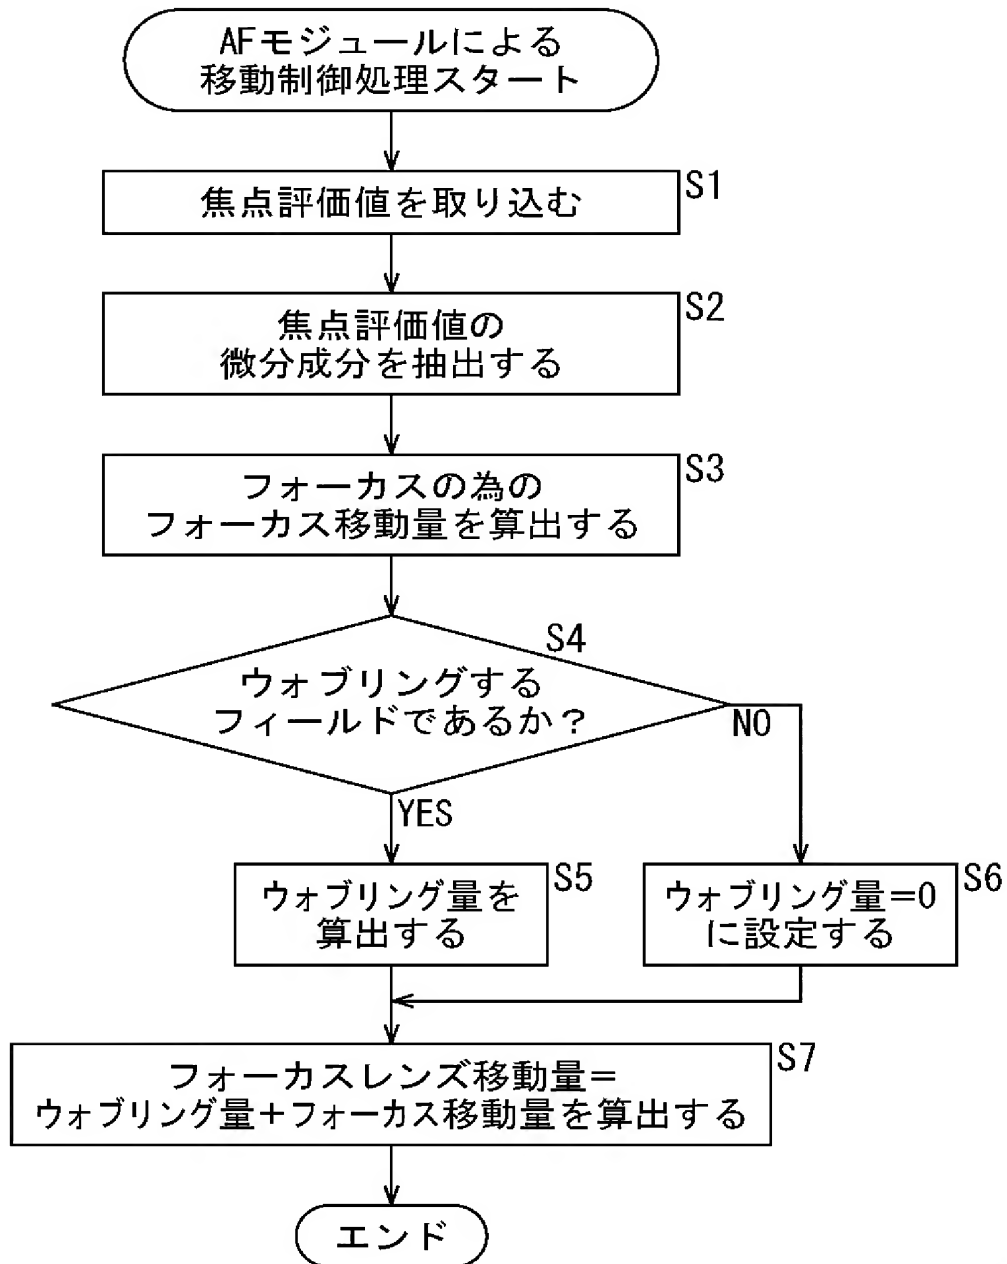 AFモジュールによる
移動制御処理スタート
S1
焦点評価値を取り込む
S2
焦点評価値の
微分成分を抽出する
S3
フォーカスの為の
フォーカス移動量を算出する
S4
ウォブリングする
フィールドであるか？
NO
YES
S5
ウォブリング量を
算出する
S6
ウォブリング量=0
に設定する
S7
フォーカスレンズ移動量=
ウォブリング量+フォーカス移動量を算出する
エンド